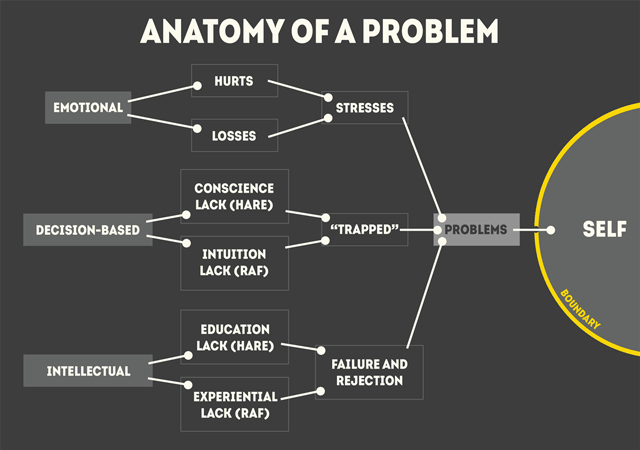 ANATOMY OF A PROBLEM
EMOTIONAL
HURTS
LOSSES
STRESSES
DECISION-BASED
CONSCIENCE
LACK (HARE)
INTUITION
LACK (RAF)
“TRAPPED”
INTELLECTUAL
EDUCATION
LACK (HARE)
EXPERIENTIAL
LACK (RAF)
FAILURE AND
REJECTION
PROBLEMS
SELF
BOUNDARY